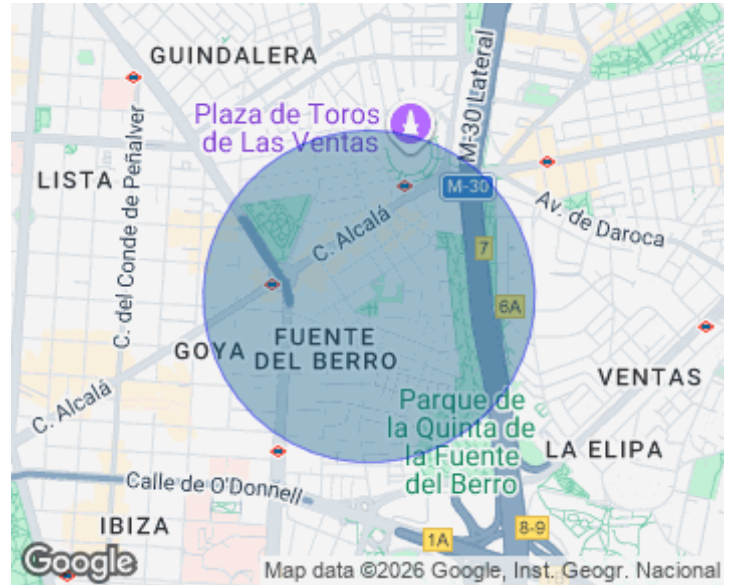 GUINDALERA
Plaza de Toros
de Las Ventas
M-30 Lateral
LISTA
C. del Conde de Peñalver
M-30
Av. de Daroca
C. Alcalá
7
6A
GOYA
FUENTE
DEL BERRO
VENTAS
C. Alcalá
Parque de
la Quinta de
la Fuente
del Berro
LA ELIPA
Calle de O'Donnell
IBIZA
1A
8-9
Google
Map data ©2026 Google, Inst. Geogr. Nacional